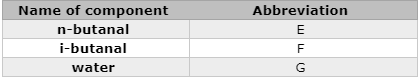 Name of component Abbreviation
n-butanal E
i-butanal F
water G